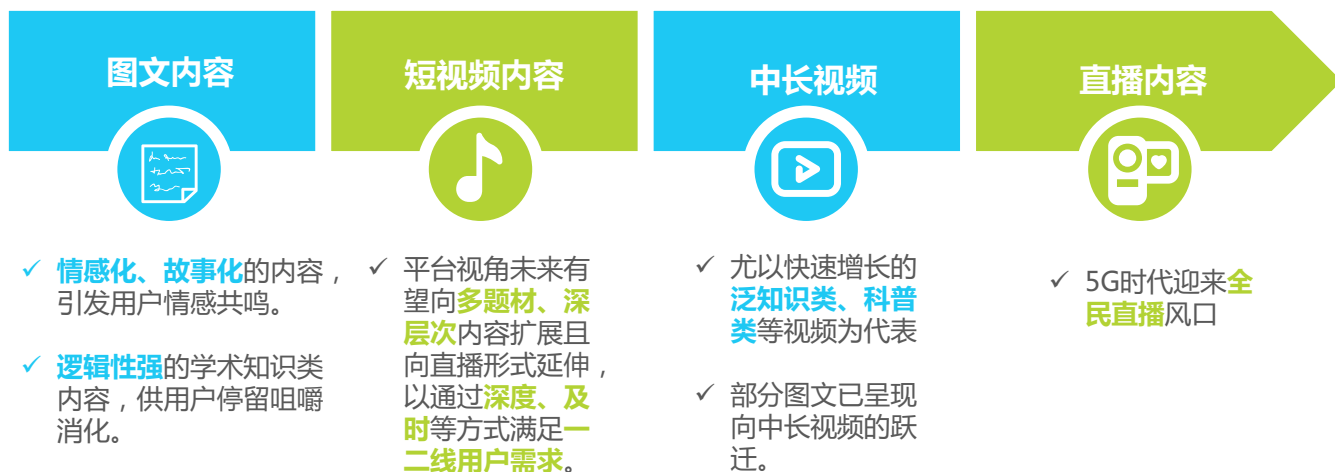 图文内容
短视频内容
中长视频
直播内容
✓ 情感化、故事化的内容，
引发用户情感共鸣。
✓ 逻辑性强的学术知识类
内容，供用户停留咀嚼
消化。
✓ 平台视角未来有
望向多题材、深
层次内容扩展且
向直播形式延伸，
以通过深度、及
时等方式满足一
二线用户需求。
✓ 尤以快速增长的
泛知识类、科普
类等视频为代表
✓ 部分图文已呈现
向中长视频的跃
迁。
✓ 5G时代迎来全
民直播风口